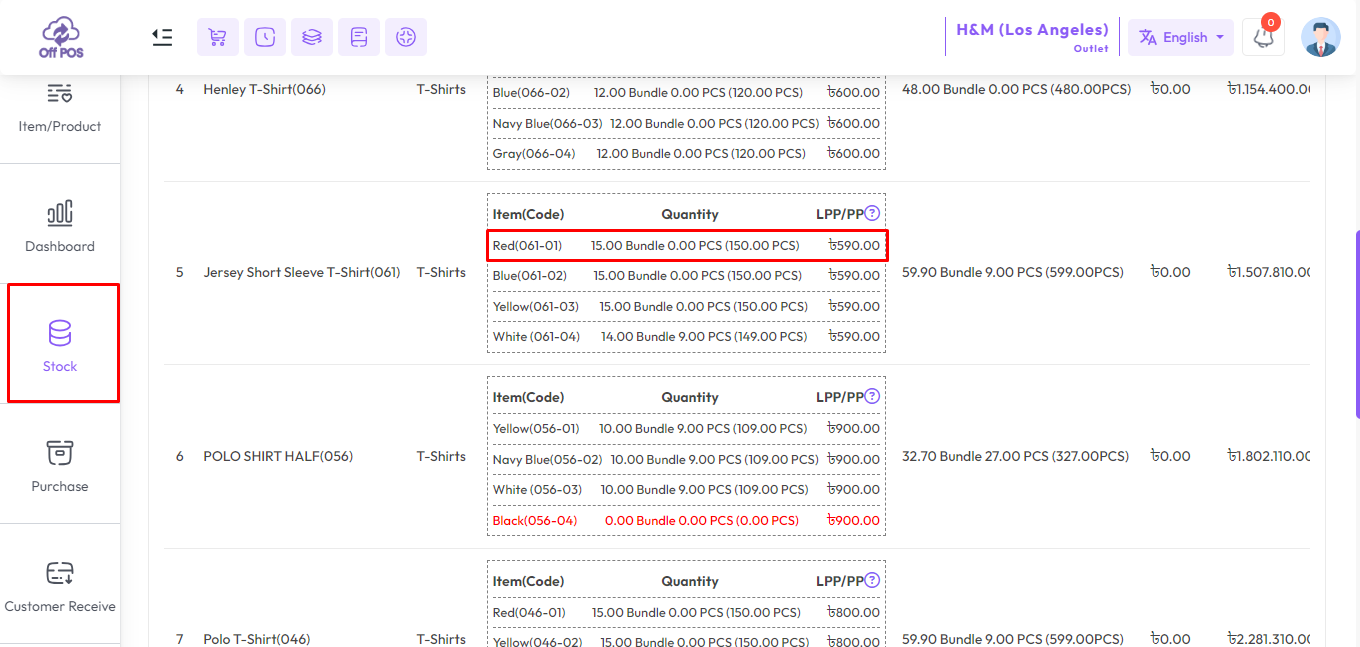 Off POS
H&M (Los Angeles)
Outlet
English
0
Item/Product
Dashboard
Stock
Purchase
Customer Receive
4 Henley T-Shirt(066) T-Shirts
Blue(066-02) 12.00 Bundle 0.00 PCS (120.00 PCS) ৳600.00
Navy Blue(066-03) 12.00 Bundle 0.00 PCS (120.00 PCS) ৳600.00
Gray(066-04) 12.00 Bundle 0.00 PCS (120.00 PCS) ৳600.00
48.00 Bundle 0.00 PCS (480.00PCS) ৳0.00 ৳1,154,400.00
5 Jersey Short Sleeve T-Shirt(061) T-Shirts
Item(Code) Quantity LPP/PP
Red(061-01) 15.00 Bundle 0.00 PCS (150.00 PCS) ৳590.00
Blue(061-02) 15.00 Bundle 0.00 PCS (150.00 PCS) ৳590.00
Yellow(061-03) 15.00 Bundle 0.00 PCS (150.00 PCS) ৳590.00
White (061-04) 14.00 Bundle 9.00 PCS (149.00 PCS) ৳590.00
59.90 Bundle 9.00 PCS (599.00PCS) ৳0.00 ৳1,507,810.00
6 POLO SHIRT HALF(056) T-Shirts
Item(Code) Quantity LPP/PP
Yellow(056-01) 10.00 Bundle 9.00 PCS (109.00 PCS) ৳900.00
Navy Blue(056-02) 10.00 Bundle 9.00 PCS (109.00 PCS) ৳900.00
White (056-03) 10.00 Bundle 9.00 PCS (109.00 PCS) ৳900.00
Black(056-04) 0.00 Bundle 0.00 PCS (0.00 PCS) ৳900.00
32.70 Bundle 27.00 PCS (327.00PCS) ৳0.00 ৳1,802,110.00
7 Polo T-Shirt(046) T-Shirts
Item(Code) Quantity LPP/PP
Red(046-01) 15.00 Bundle 0.00 PCS (150.00 PCS) ৳800.00
Yellow(046-02) 15.00 Bundle 0.00 PCS (150.00 PCS) ৳800.00
59.90 Bundle 9.00 PCS (599.00PCS) ৳0.00 ৳2,281,310.00